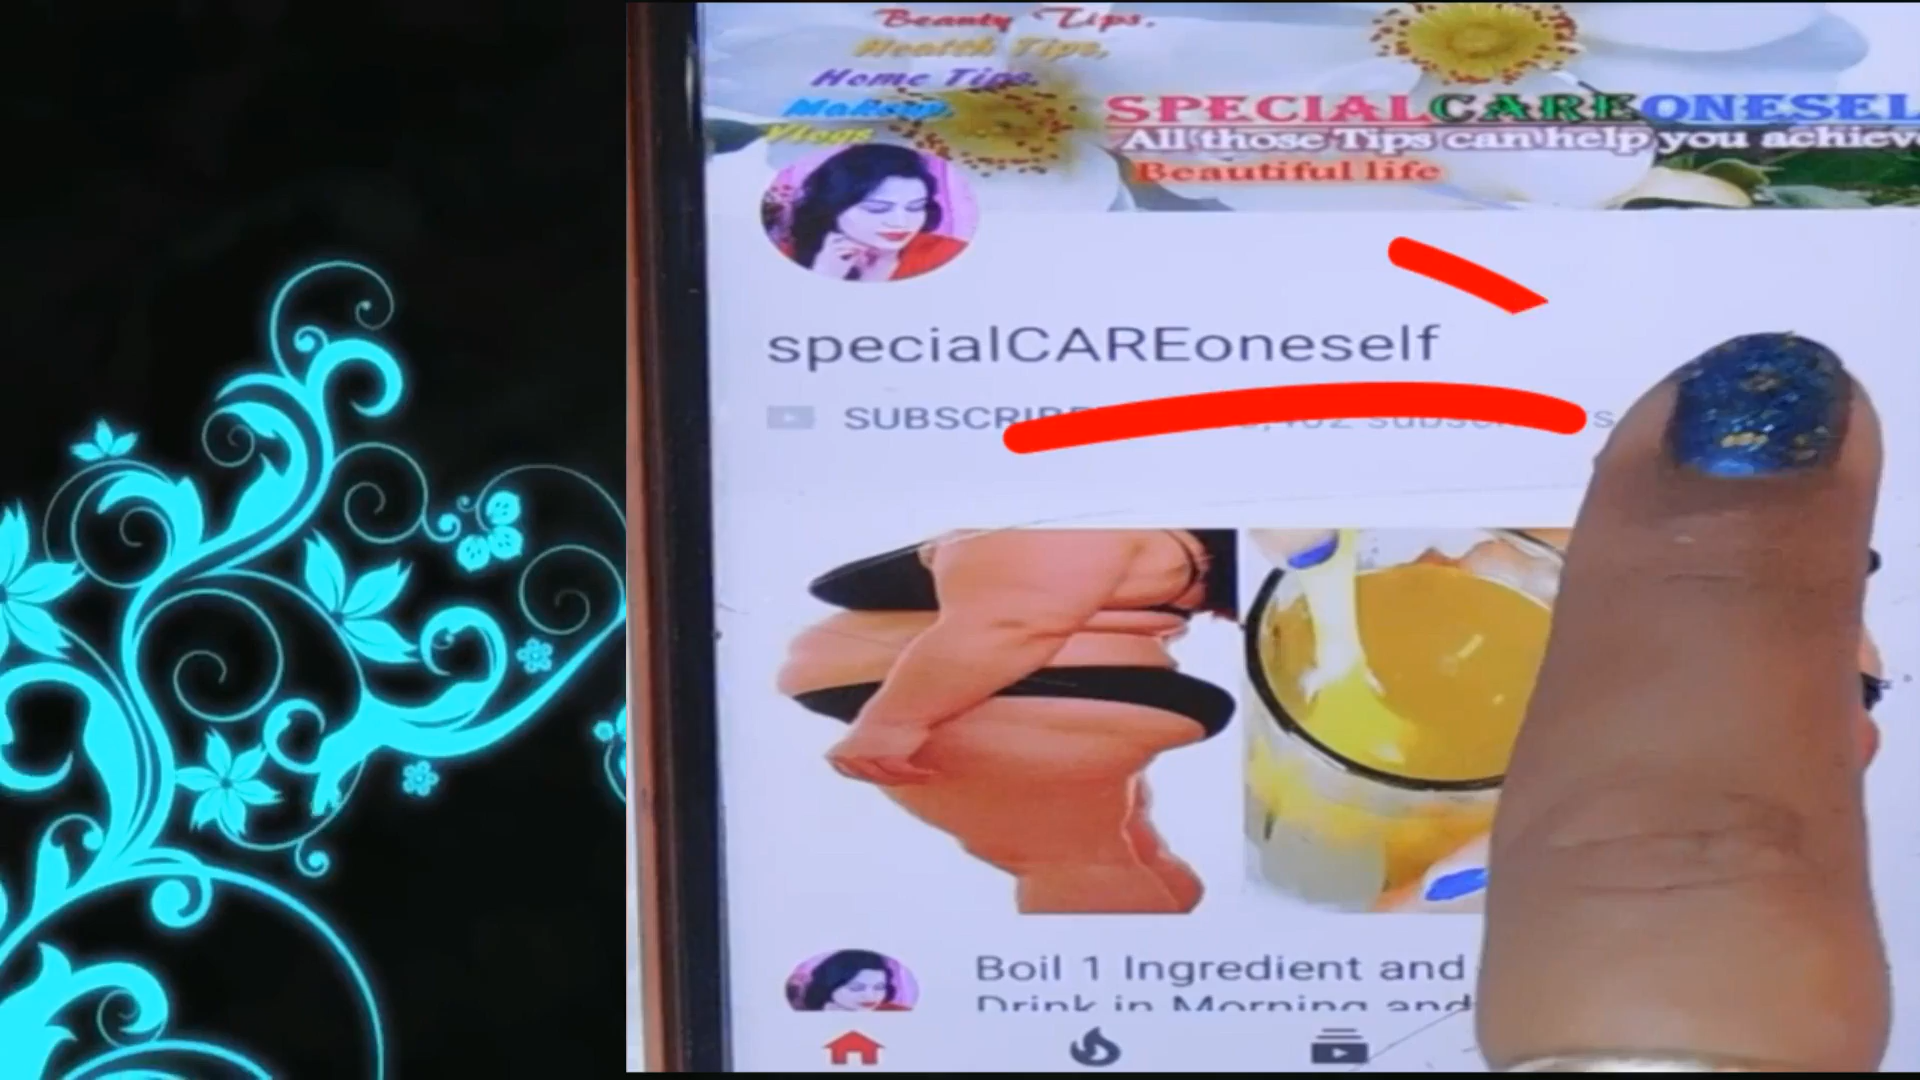 Beauty Tips.
Health Tips,
Home Tips,
Makeup,
Vlogs
SPECIALCAREONESEL
All those Tips can help you achieve
Beautiful life
specialCAREoneself
SUBSCRIBE
Boil 1 Ingredient and
Drink in Morning and